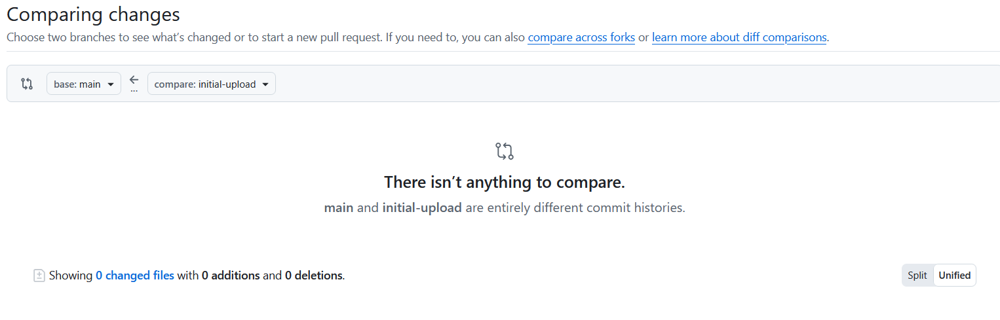 Comparing changes
Choose two branches to see what’s changed or to start a new pull request. If you need to, you can also compare across forks or learn more about diff comparisons.
base: main
...
compare: initial-upload
There isn’t anything to compare.
main and initial-upload are entirely different commit histories.
Showing 0 changed files with 0 additions and 0 deletions.
Split Unified